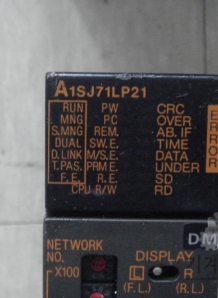 A1SJ71LP21
RUN PW CRC
MNG PC OVER
S.MNG REM. AB.IF
DUAL SW.E TIME
D.LINK M/S.E. DATA
T.PAS. PRM E. UNDER
F.E. R.E SD
CPU R/W RD
ERROR
DM
NETWORK
NO. DISPLAY
X100 L R
(F.L.) (R.L.)